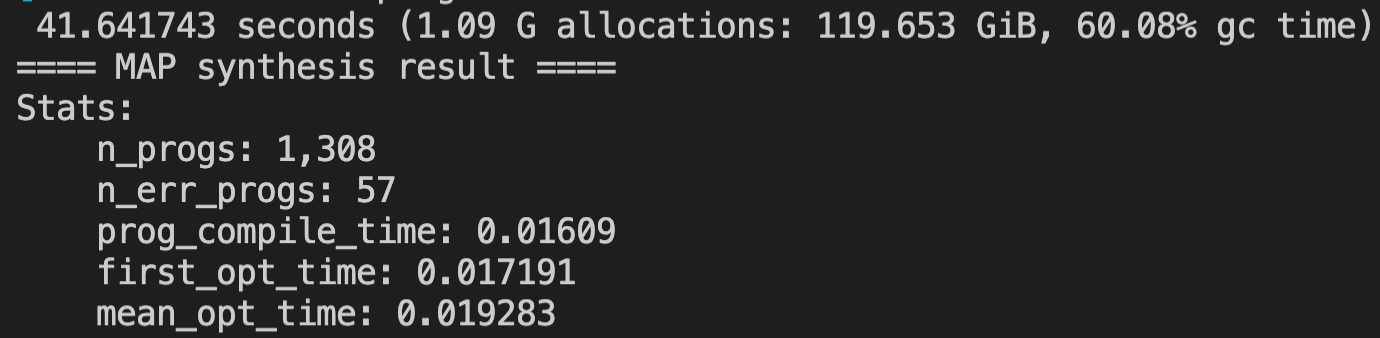 41.641743 seconds (1.09 G allocations: 119.653 GiB, 60.08% gc time)
==== MAP synthesis result ====
Stats:
n_progs: 1,308
n_err_progs: 57
prog_compile_time: 0.01609
first_opt_time: 0.017191
mean_opt_time: 0.019283